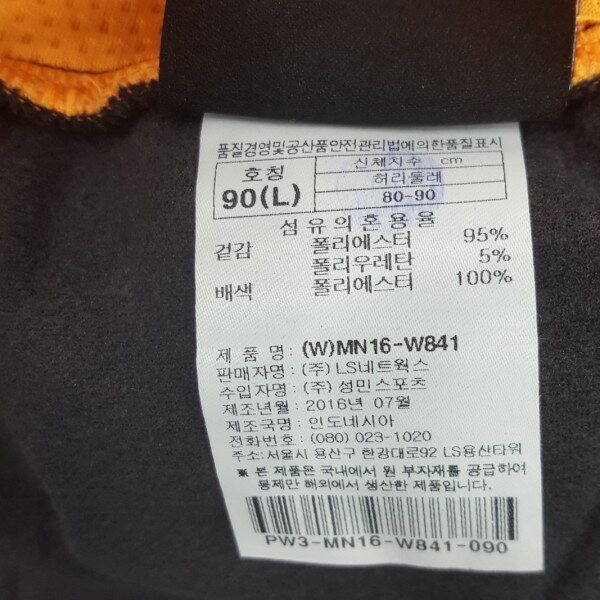 품질경영및공산품안전관리법에의한품질표시
호칭 신체치수 cm
90(L) 허리둘레
80-90
섬유의혼용율
겉감 폴리에스터 95%
폴리우레탄 5%
배색 폴리에스터 100%
제 품 명 : (W)MN16-W841
판매자명 : (주) LS네트웍스
수입자명 : (주) 성민스포츠
제조년월 : 2016년 07월
제조국명 : 인도네시아
전화번호 : (080) 023-1020
주소:서울시 용산구 한강대로92 LS용산타워
※ 본 제품은 국내에서 원 부자재를 공급하여
봉제만 해외에서 생산한 제품입니다.
PW3-MN16-W841-090